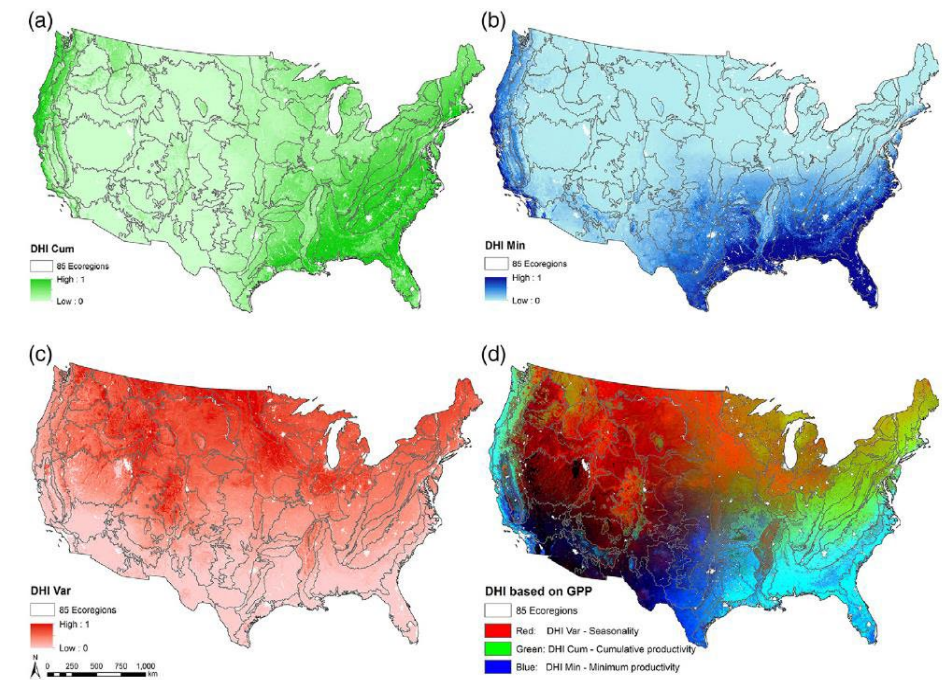 (a)
DHI Cum
85 Ecoregions
High : 1
Low : 0
(b)
DHI Min
85 Ecoregions
High : 1
Low : 0
(c)
DHI Var
85 Ecoregions
High : 1
Low : 0
N
0 250 500 750 1,000
km
(d)
DHI based on GPP
85 Ecoregions
Red: DHI Var - Seasonality
Green: DHI Cum - Cumulative productivity
Blue: DHI Min - Minimum productivity